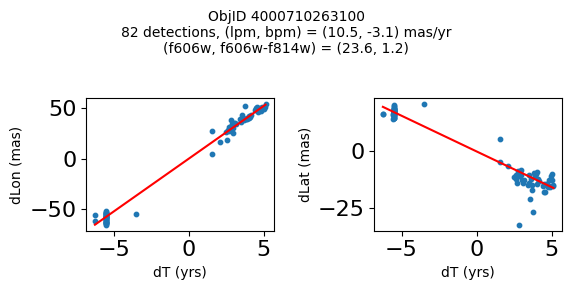 ObjID 4000710263100
82 detections, (lpm, bpm) = (10.5, -3.1) mas/yr
(f606w, f606w-f814w) = (23.6, 1.2)
dLon (mas)
50
0
−50
−5
0
5
dT (yrs)
dLat (mas)
0
−25
−5
0
5
dT (yrs)